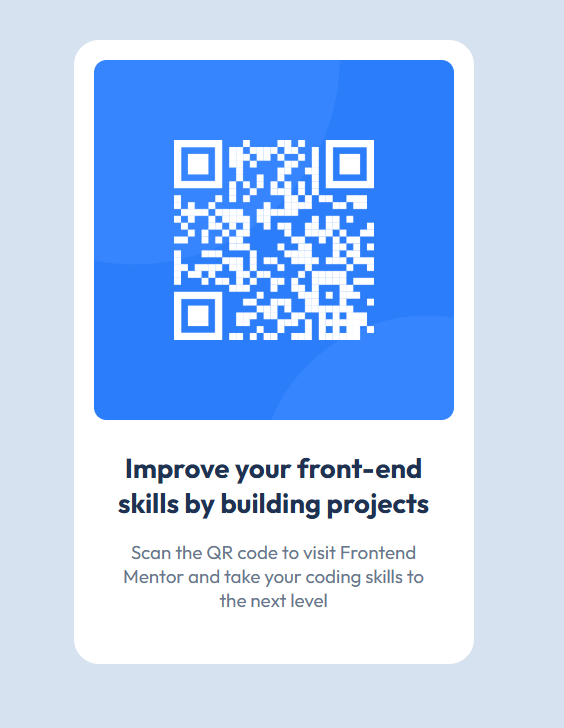 Improve your front-end
skills by building projects
Scan the QR code to visit Frontend
Mentor and take your coding skills to
the next level